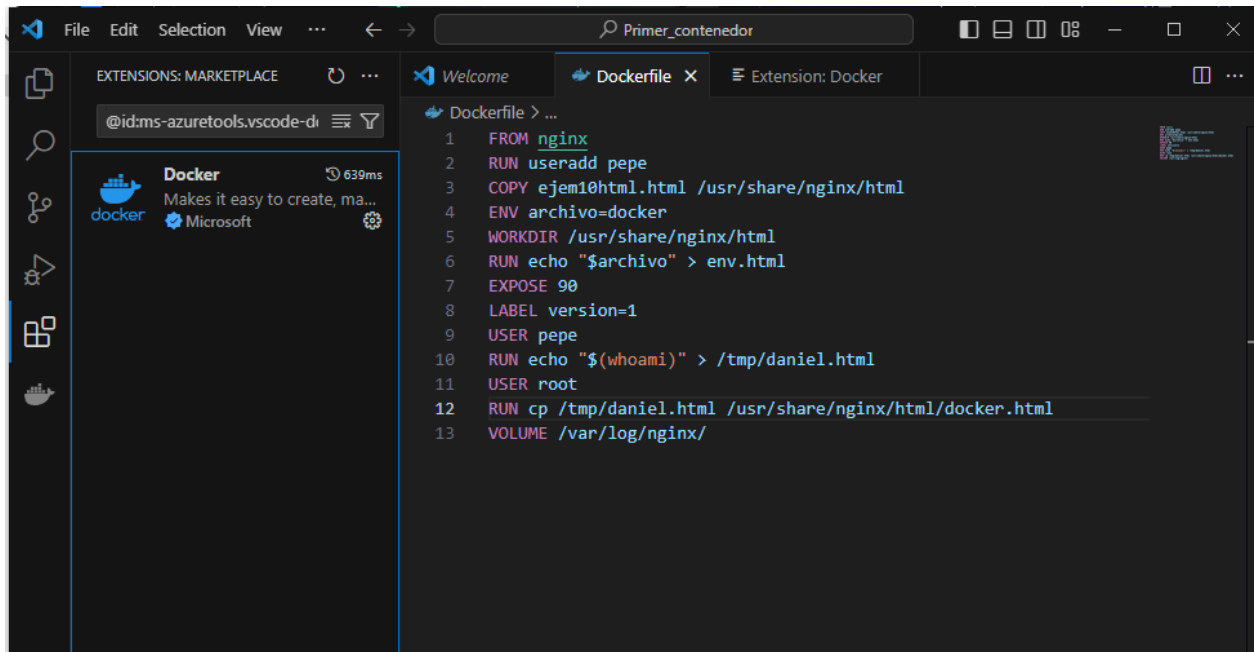 File Edit Selection View ··· Primer_contenedor
EXTENSIONS: MARKETPLACE
@id:ms-azuretools.vscode-d
docker
Docker 639ms
Makes it easy to create, ma...
Microsoft
Welcome Dockerfile Extension: Docker
Dockerfile > ...
1 FROM nginx
2 RUN useradd pepe
3 COPY ejem10html.html /usr/share/nginx/html
4 ENV archivo=docker
5 WORKDIR /usr/share/nginx/html
6 RUN echo "$archivo" > env.html
7 EXPOSE 90
8 LABEL version=1
9 USER pepe
10 RUN echo "$(whoami)" > /tmp/daniel.html
11 USER root
12 RUN cp /tmp/daniel.html /usr/share/nginx/html/docker.html
13 VOLUME /var/log/nginx/